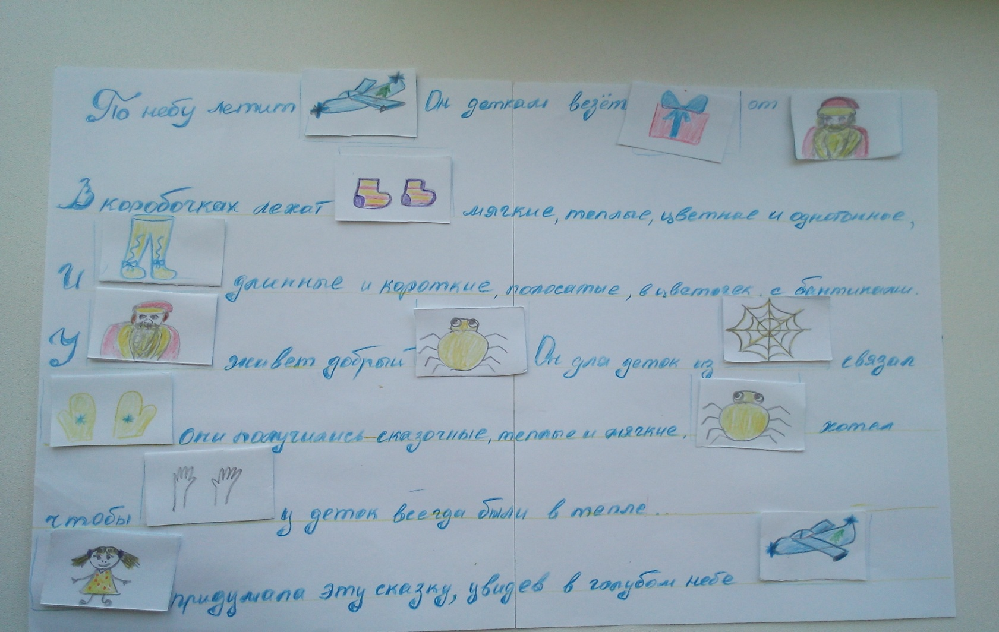 По небу летит Он деткам везёт от
В коробочках лежат мягкие, теплые, цветные и однотонные,
И длинные и короткие, полосатые, в цветочек, с бантиками.
У живет добрый Он для деток из связал
они получились сказочные, теплые и мягкие. хотел
чтобы у деток всегда были в тепле...
придумала эту сказку, увидев в голубом небе